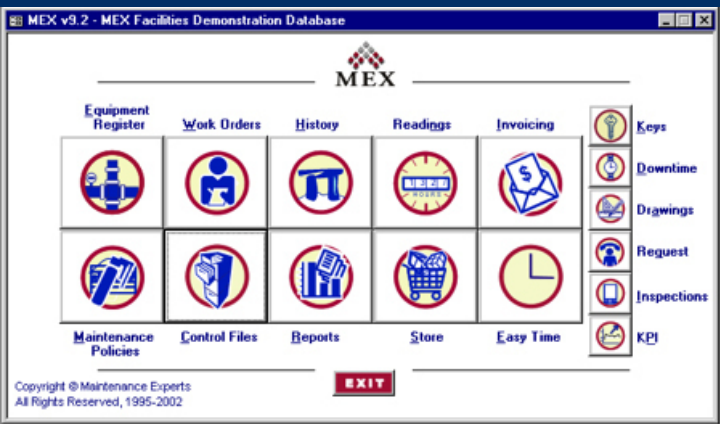 MEX v9.2 - MEX Facilities Demonstration Database
MEX
Equipment
Register
Work Orders
History
Readings
Invoicing
1327
HOURS
$
Maintenance
Policies
Control Files
Reports
Store
Easy Time
Keys
Downtime
Drawings
Request
Inspections
KPI
EXIT
Copyright © Maintenance Experts
All Rights Reserved, 1995-2002